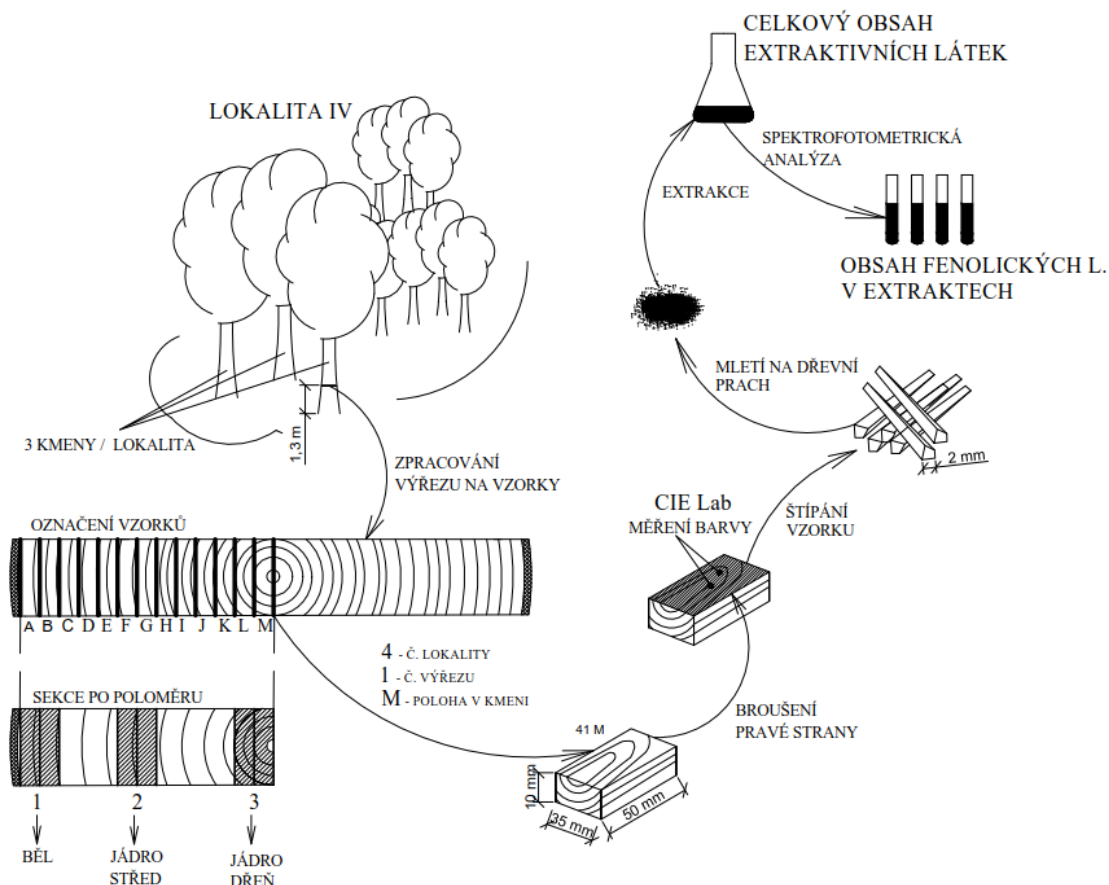 CELKOVÝ OBSAH
EXTRAKTIVNÍCH LÁTEK
LOKALITA IV
SPEKTROFOTOMETRICKÁ
ANALÝZA
EXTRAKCE
OBSAH FENOLICKÝCH L.
V EXTRAKTECH
MLETÍ NA DŘEVNÍ
PRACH
3 KMENY / LOKALITA
1,3 m
2 mm
ZPRACOVÁNÍ
VÝŘEZU NA VZORKY
CIE Lab
MĚŘENÍ BARVY
ŠTÍPÁNÍ
VZORKU
OZNAČENÍ VZORKŮ
A B C D E F G H I J K L M
4 - Č. LOKALITY
1 - Č. VÝŘEZU
M - POLOHA V KMENI
SEKCE PO POLOMĚRU
BROUŠENÍ
PRAVÉ STRANY
41 M
10 mm
35 mm
50 mm
1 2 3
BĚL
JÁDRO
STŘED
JÁDRO
DŘEŇ